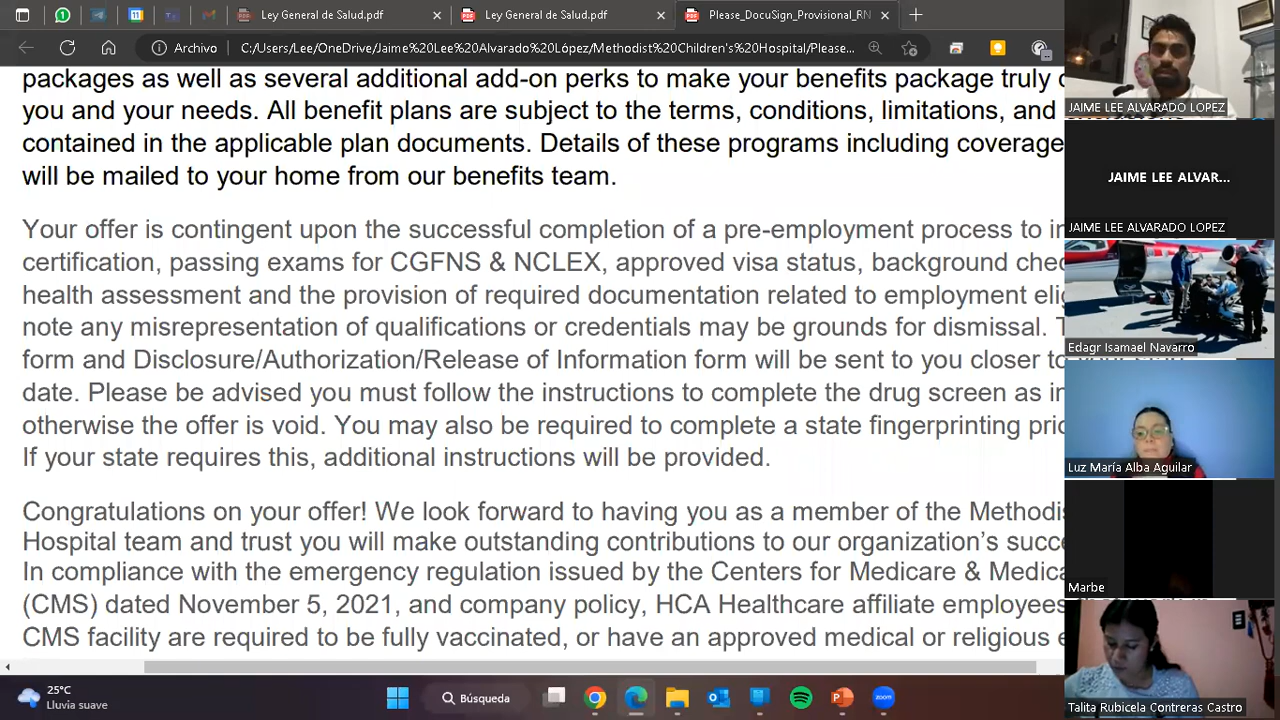 Ley General de Salud.pdf
Ley General de Salud.pdf
Please_DocuSign_Provisional_RN
Archivo
C:/Users/Lee/OneDrive/Jaime%20Lee%20Alvarado%20López/Methodist%20Children's%20Hospital/Please...
packages as well as several additional add-on perks to make your benefits package truly
you and your needs. All benefit plans are subject to the terms, conditions, limitations, and
contained in the applicable plan documents. Details of these programs including coverage
will be mailed to your home from our benefits team.
Your offer is contingent upon the successful completion of a pre-employment process to
certification, passing exams for CGFNS & NCLEX, approved visa status, background
health assessment and the provision of required documentation related to employment
note any misrepresentation of qualifications or credentials may be grounds for dismissal.
form and Disclosure/Authorization/Release of Information form will be sent to you closer to
date. Please be advised you must follow the instructions to complete the drug screen as
otherwise the offer is void. You may also be required to complete a state fingerprinting
If your state requires this, additional instructions will be provided.
Congratulations on your offer! We look forward to having you as a member of the
Hospital team and trust you will make outstanding contributions to our organization's
In compliance with the emergency regulation issued by the Centers for Medicare &
(CMS) dated November 5, 2021, and company policy, HCA Healthcare affiliate employees
CMS facility are required to be fully vaccinated, or have an approved medical or religious
JAIME LEE ALVARADO LOPEZ
JAIME LEE ALVAR...
JAIME LEE ALVARADO LOPEZ
Edagr Isamael Navarro
Luz María Alba Aguilar
Marbe
Talita Rubicela Contreras Castro
25°C
Lluvia suave
Búsqueda
zoom